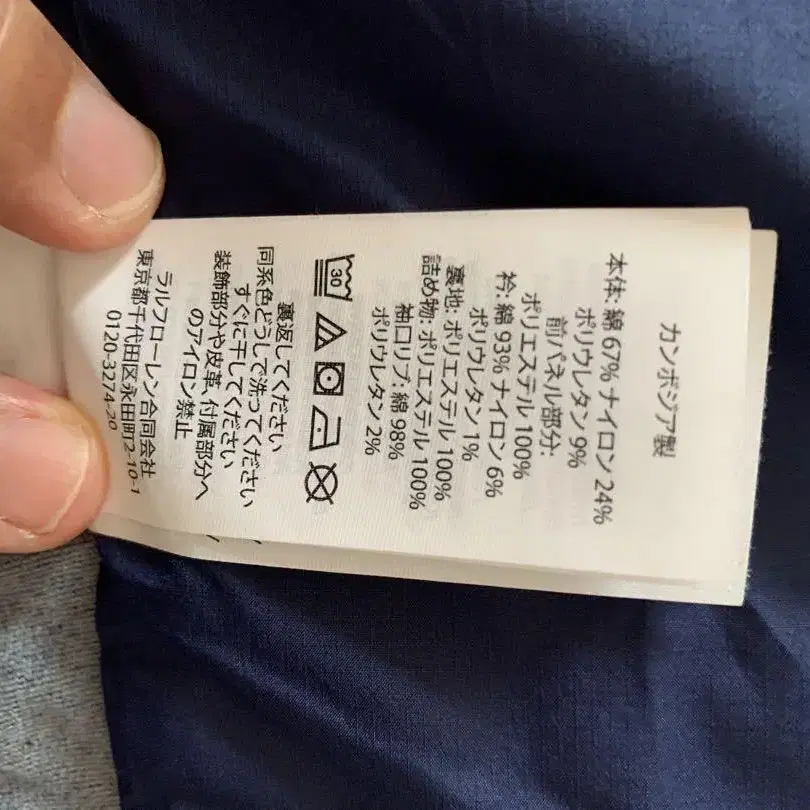 カンボジア製
本体: 綿 67% ナイロン 24%
ポリウレタン 9%
前パネル部分:
ポリエステル 100%
衿: 綿 93% ナイロン 6%
ポリウレタン 1%
裏地: ポリエステル 100%
詰め物: ポリエステル 100%
袖口リブ: 綿 98%
ポリウレタン 2%
30
裏返してください
同系色どうしで洗ってください
すぐに干してください
装飾部分や皮革、付属部分へ
のアイロン禁止
ラルフローレン合同会社
東京都千代田区永田町2-10-1
0120-3274-20